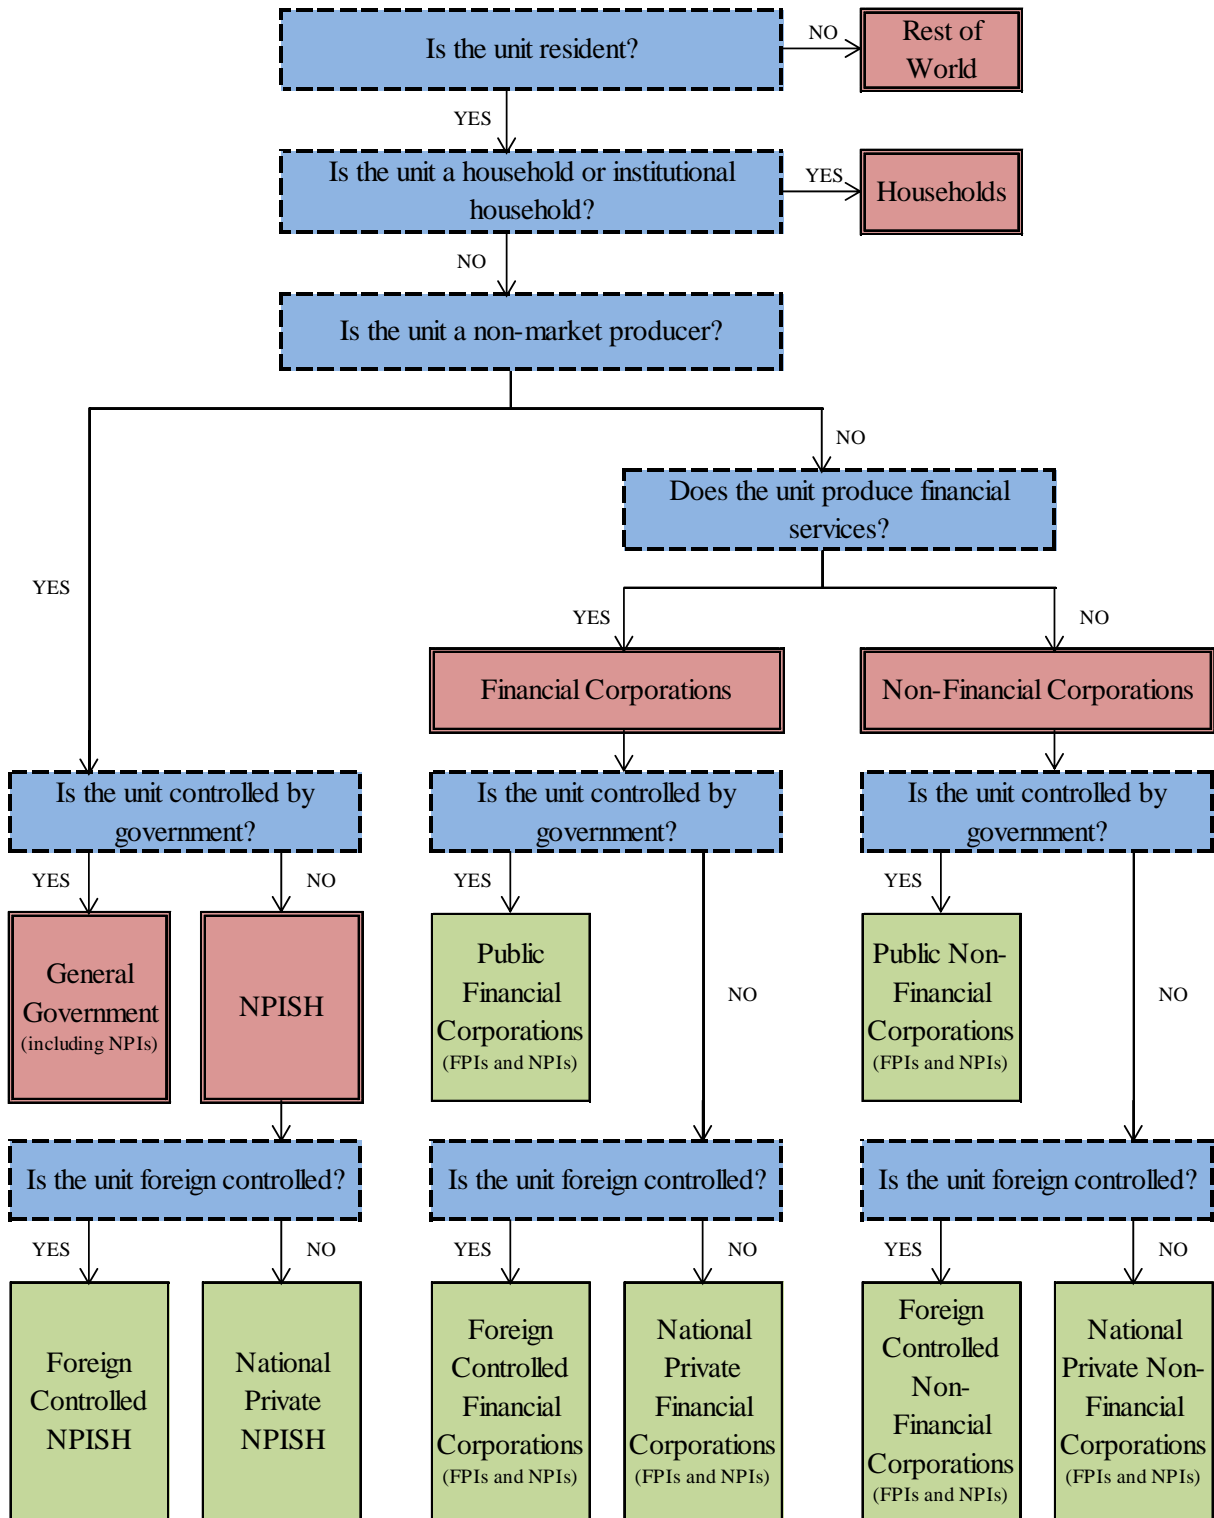 Is the unit resident?
NO
Rest of
World
YES
Is the unit a household or institutional
household?
YES
Households
NO
Is the unit a non-market producer?
NO
Does the unit produce financial
services?
YES
YES
NO
Financial Corporations
Non-Financial Corporations
Is the unit controlled by
government?
Is the unit controlled by
government?
Is the unit controlled by
government?
YES
NO
YES
YES
General
Government
(including NPIs)
NPISH
Public
Financial
Corporations
(FPIs and NPIs)
NO
Public Non-
Financial
Corporations
(FPIs and NPIs)
NO
Is the unit foreign controlled?
Is the unit foreign controlled?
Is the unit foreign controlled?
YES
NO
YES
NO
YES
NO
Foreign
Controlled
NPISH
National
Private
NPISH
Foreign
Controlled
Financial
Corporations
(FPIs and NPIs)
National
Private
Financial
Corporations
(FPIs and NPIs)
Foreign
Controlled
Non-
Financial
Corporations
(FPIs and NPIs)
National
Private Non-
Financial
Corporations
(FPIs and NPIs)